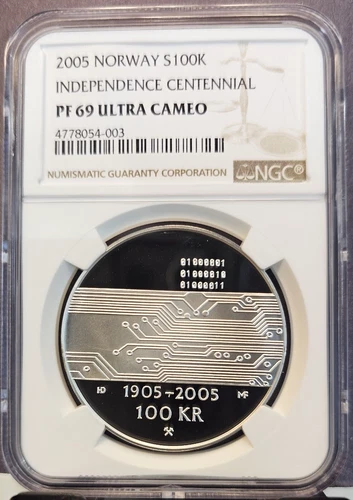 2005 NORWAY S100K
INDEPENDENCE CENTENNIAL
PF 69 ULTRA CAMEO
4778054-003
NUMISMATIC GUARANTY CORPORATION NGC®
01000001
01000010
01000011
HD 1905-2005 MF
100 KR